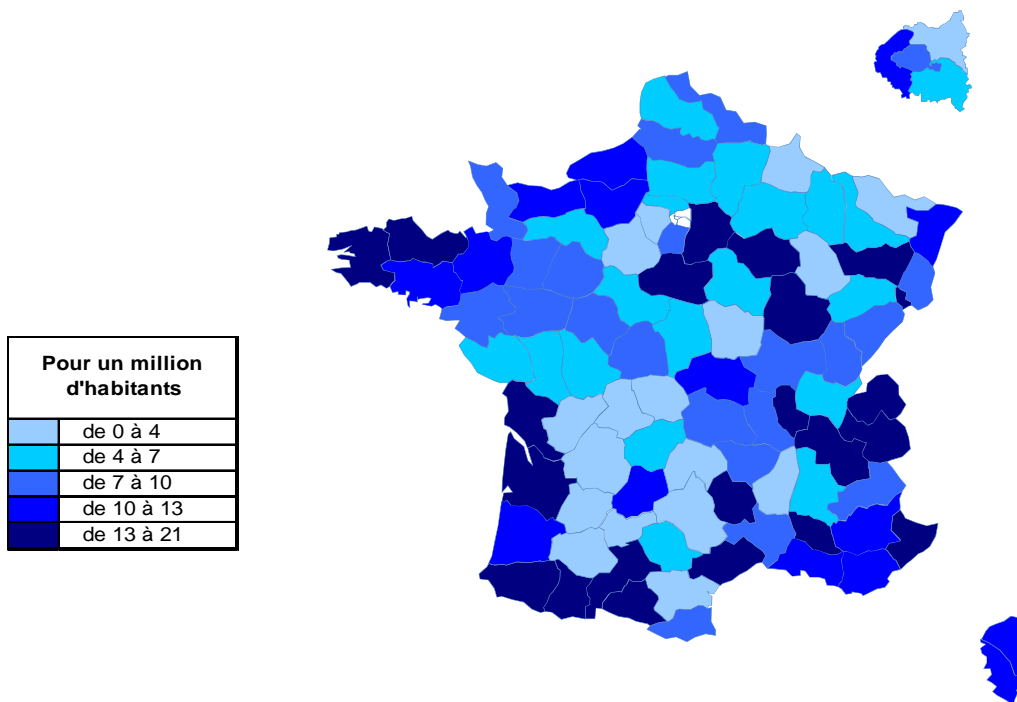 Pour un million
d'habitants
de 0 à 4
de 4 à 7
de 7 à 10
de 10 à 13
de 13 à 21